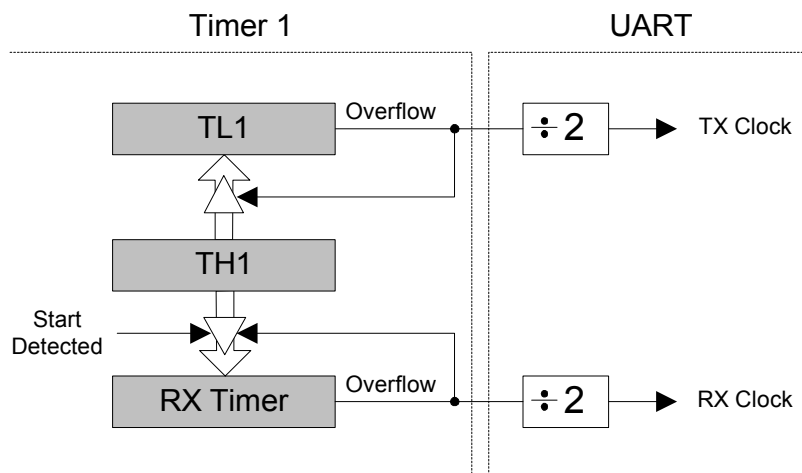 Timer 1
UART
TL1
Overflow
÷ 2
TX Clock
TH1
Start
Detected
RX Timer
Overflow
÷ 2
RX Clock